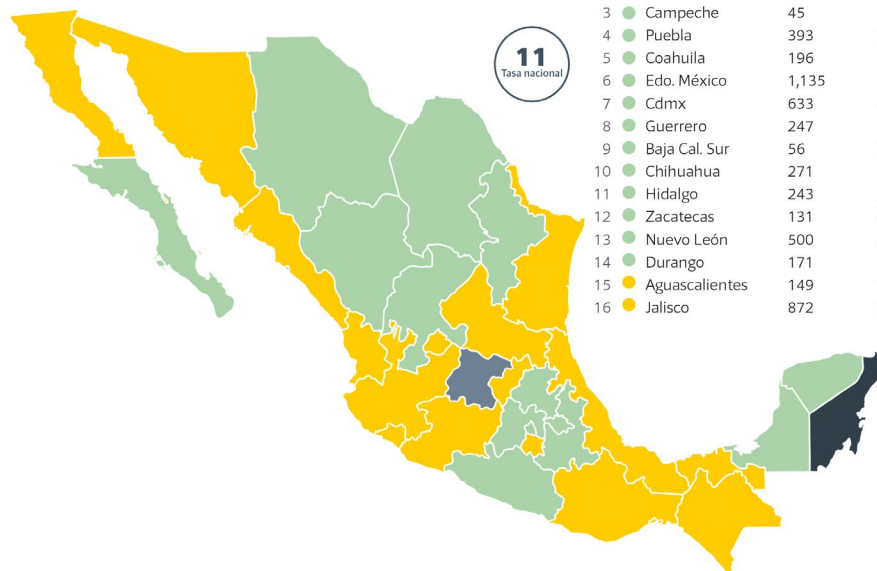 11
Tasa nacional
3 Campeche 45
4 Puebla 393
5 Coahuila 196
6 Edo. México 1,135
7 Cdmx 633
8 Guerrero 247
9 Baja Cal. Sur 56
10 Chihuahua 271
11 Hidalgo 243
12 Zacatecas 131
13 Nuevo León 500
14 Durango 171
15 Aguascalientes 149
16 Jalisco 872